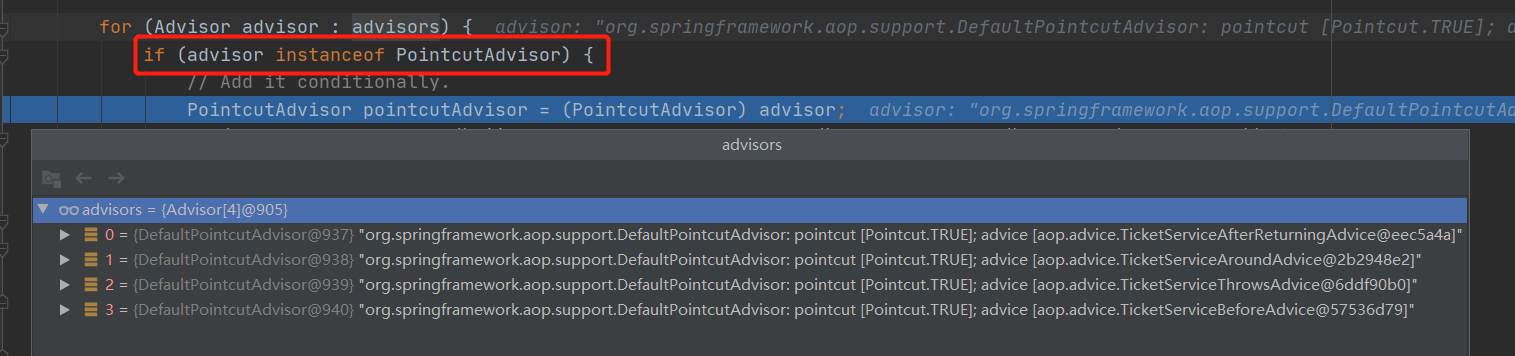 for (Advisor advisor : advisors) { advisor: "org.springframework.aop.support.DefaultPointcutAdvisor: pointcut [Pointcut.TRUE]; a
if (advisor instanceof PointcutAdvisor) {
// Add it conditionally.
PointcutAdvisor pointcutAdvisor = (PointcutAdvisor) advisor; advisor: "org.springframework.aop.support.DefaultPointcutAd
advisors
advisors = {Advisor[4]@905}
0 = {DefaultPointcutAdvisor@937} "org.springframework.aop.support.DefaultPointcutAdvisor: pointcut [Pointcut.TRUE]; advice [aop.advice.TicketServiceAfterReturningAdvice@eec5a4a]"
1 = {DefaultPointcutAdvisor@938} "org.springframework.aop.support.DefaultPointcutAdvisor: pointcut [Pointcut.TRUE]; advice [aop.advice.TicketServiceAroundAdvice@2b2948e2]"
2 = {DefaultPointcutAdvisor@939} "org.springframework.aop.support.DefaultPointcutAdvisor: pointcut [Pointcut.TRUE]; advice [aop.advice.TicketServiceThrowsAdvice@6ddf90b0]"
3 = {DefaultPointcutAdvisor@940} "org.springframework.aop.support.DefaultPointcutAdvisor: pointcut [Pointcut.TRUE]; advice [aop.advice.TicketServiceBeforeAdvice@57536d79]"